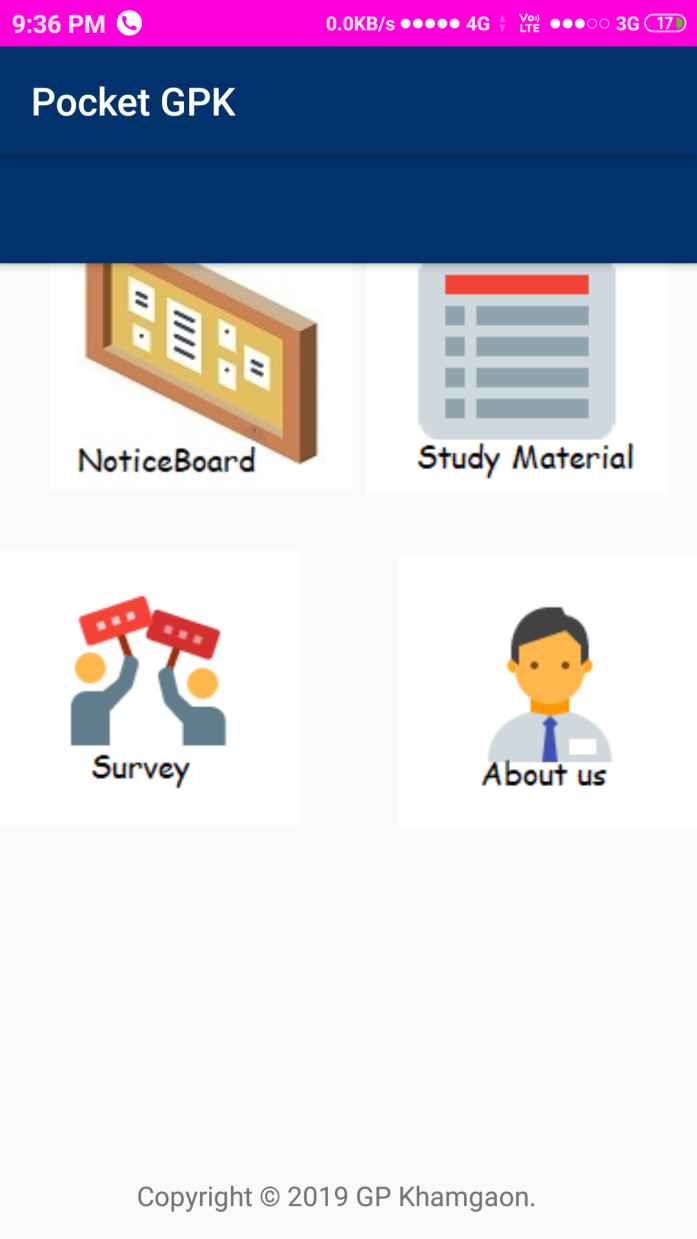 9:36 PM 0.0KB/s 4G Vo) LTE 3G 17
Pocket GPK
NoticeBoard Study Material
Survey About us
Copyright © 2019 GP Khamgaon.